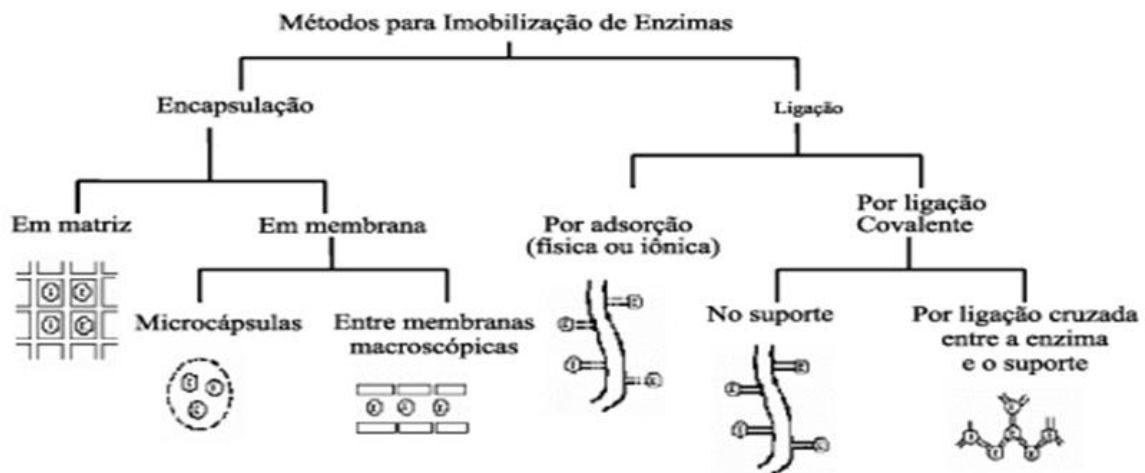 Métodos para Imobilização de Enzimas
Encapsulação
Ligação
Em matriz
Em membrana
Por adsorção
(física ou iônica)
Por ligação
Covalente
Microcápsulas
Entre membranas
macroscópicas
No suporte
Por ligação cruzada
entre a enzima
e o suporte